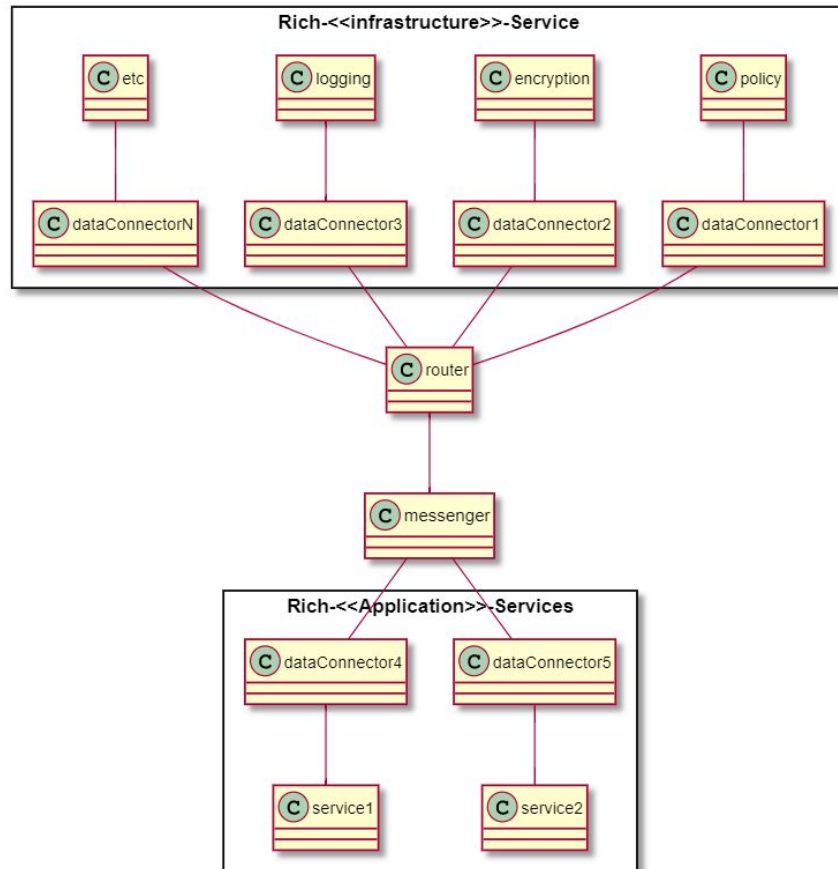 Rich-<<infrastructure>>-Service
C etc
C logging
C encryption
C policy
C dataConnectorN
C dataConnector3
C dataConnector2
C dataConnector1
C router
C messenger
Rich-<<Application>>-Services
C dataConnector4
C dataConnector5
C service1
C service2